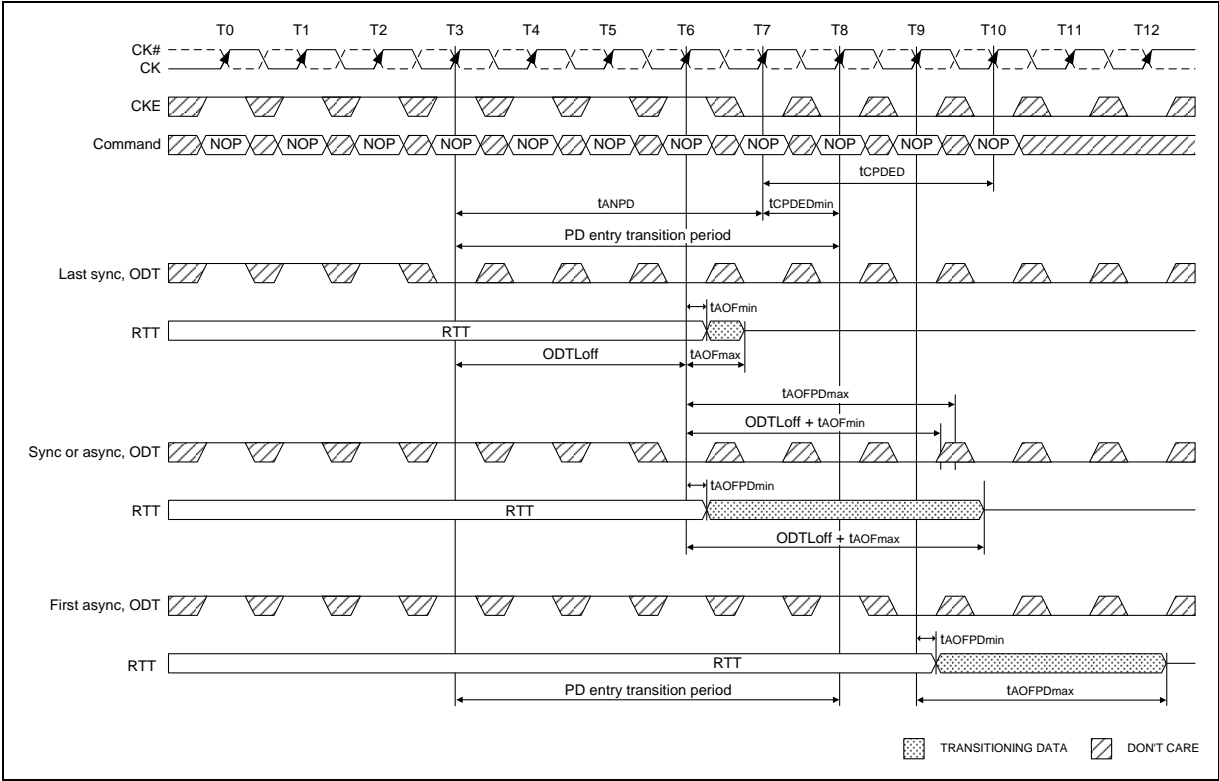 T0 T1 T2 T3 T4 T5 T6 T7 T8 T9 T10 T11 T12
CK#
CK
CKE
Command NOP NOP NOP NOP NOP NOP NOP NOP NOP NOP NOP
tCPDED
tANPD tCPDEDmin
PD entry transition period
Last sync, ODT
tAOFmin
RTT RTT
ODTLoff tAOFmax
tAOFPDmax
ODTLoff + tAOFmin
Sync or async, ODT
tAOFPDmin
RTT RTT
ODTLoff + tAOFmax
First async, ODT
tAOFPDmin
RTT RTT
PD entry transition period tAOFPDmax
TRANSITIONING DATA DON'T CARE